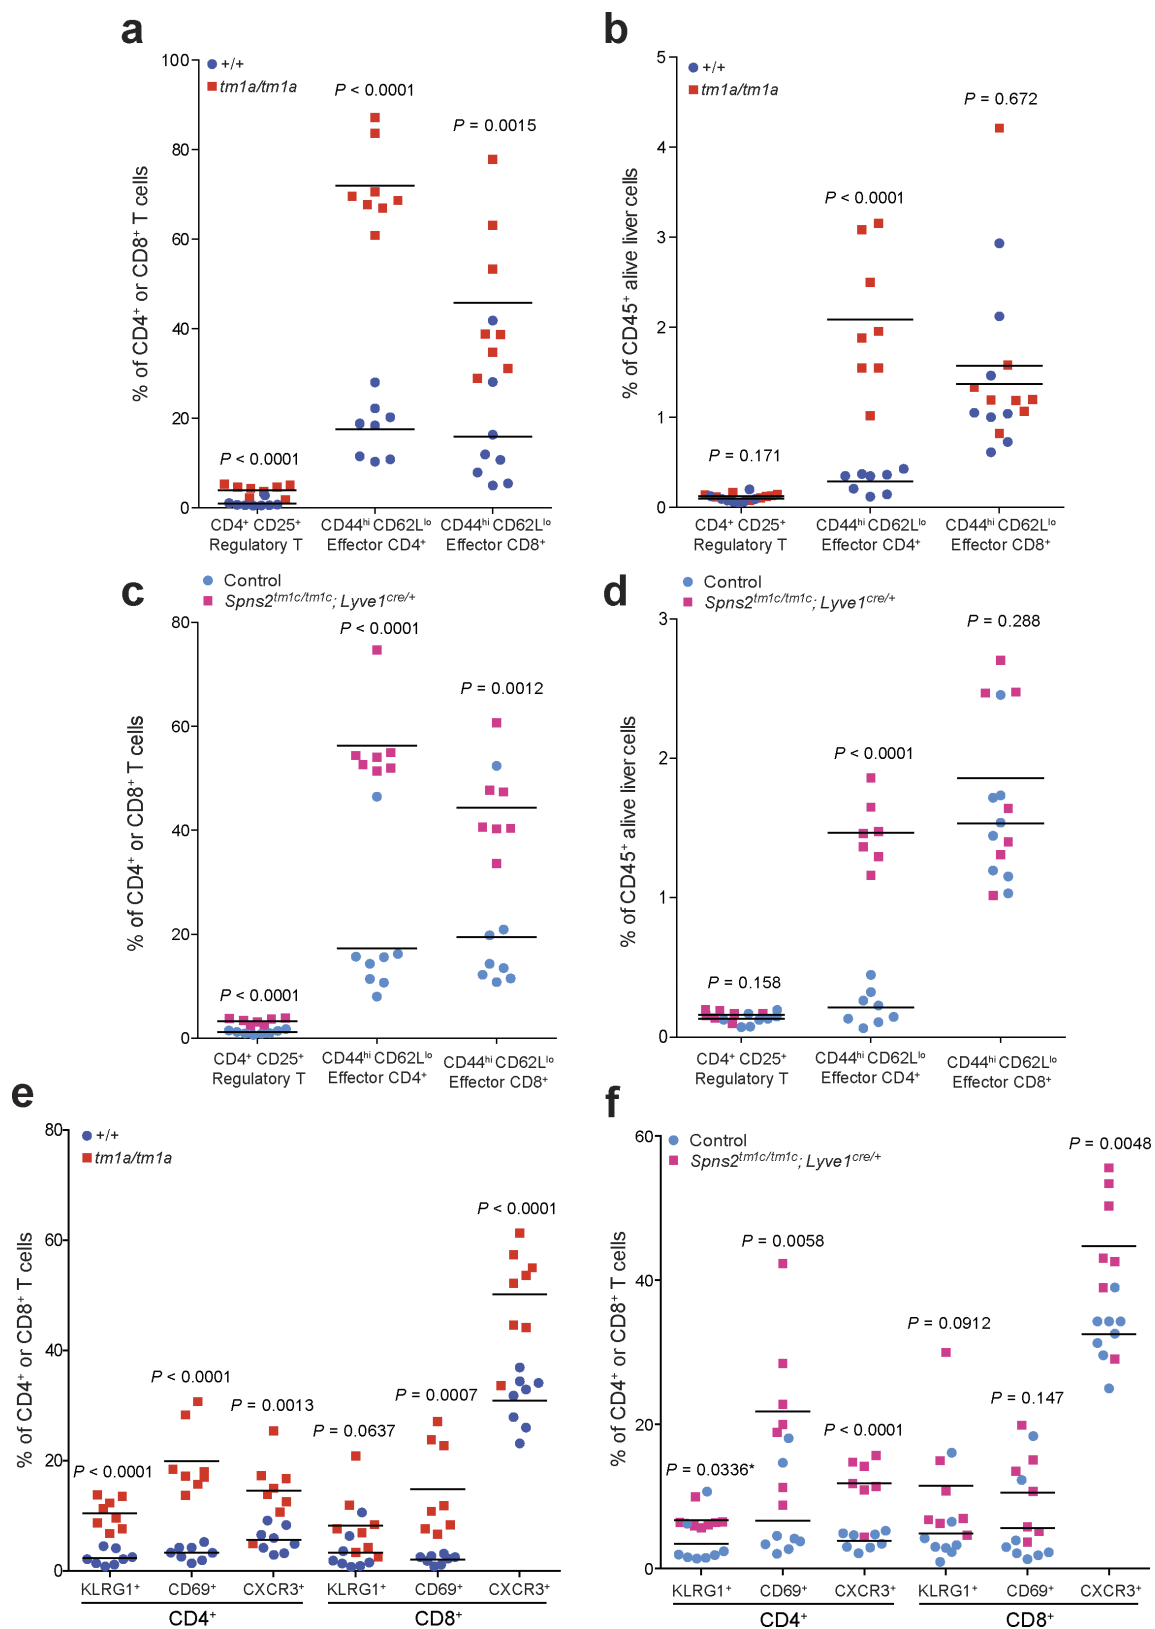 a
+/+
tm1a/tm1a
% of CD4+ or CD8+ T cells
100
80
60
40
20
0
P < 0.0001
P < 0.0001
P = 0.0015
CD4+ CD25+
Regulatory T
CD44hi CD62Llo
Effector CD4+
CD44hi CD62Llo
Effector CD8+
b
+/+
tm1a/tm1a
% of CD45+ alive liver cells
5
4
3
2
1
0
P = 0.171
P < 0.0001
P = 0.672
CD4+ CD25+
Regulatory T
CD44hi CD62Llo
Effector CD4+
CD44hi CD62Llo
Effector CD8+
c
Control
Spns2tm1c/tm1c; Lyve1cre/+
% of CD4+ or CD8+ T cells
80
60
40
20
0
P < 0.0001
P < 0.0001
P = 0.0012
CD4+ CD25+
Regulatory T
CD44hi CD62Llo
Effector CD4+
CD44hi CD62Llo
Effector CD8+
d
Control
Spns2tm1c/tm1c; Lyve1cre/+
% of CD45+ alive liver cells
3
2
1
0
P = 0.158
P < 0.0001
P = 0.288
CD4+ CD25+
Regulatory T
CD44hi CD62Llo
Effector CD4+
CD44hi CD62Llo
Effector CD8+
e
+/+
tm1a/tm1a
% of CD4+ or CD8+ T cells
80
60
40
20
0
P < 0.0001
P < 0.0001
P = 0.0013
P = 0.0637
P = 0.0007
P < 0.0001
KLRG1+
CD69+
CXCR3+
KLRG1+
CD69+
CXCR3+
CD4+
CD8+
f
Control
Spns2tm1c/tm1c; Lyve1cre/+
% of CD4+ or CD8+ T cells
60
40
20
0
P = 0.0336*
P = 0.0058
P < 0.0001
P = 0.0912
P = 0.147
P = 0.0048
KLRG1+
CD69+
CXCR3+
KLRG1+
CD69+
CXCR3+
CD4+
CD8+